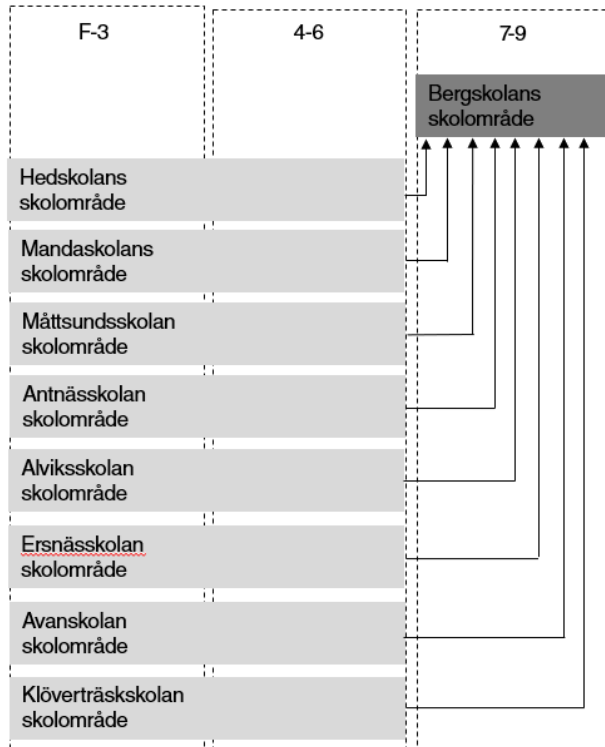 F-3
4-6
7-9
Bergskolans
skolområde
Hedskolans
skolområde
Mandaskolans
skolområde
Måttsundsskolan
skolområde
Antnässkolan
skolområde
Alviksskolan
skolområde
Ersnässkolan
skolområde
Avanskolan
skolområde
Klöverträskskolan
skolområde